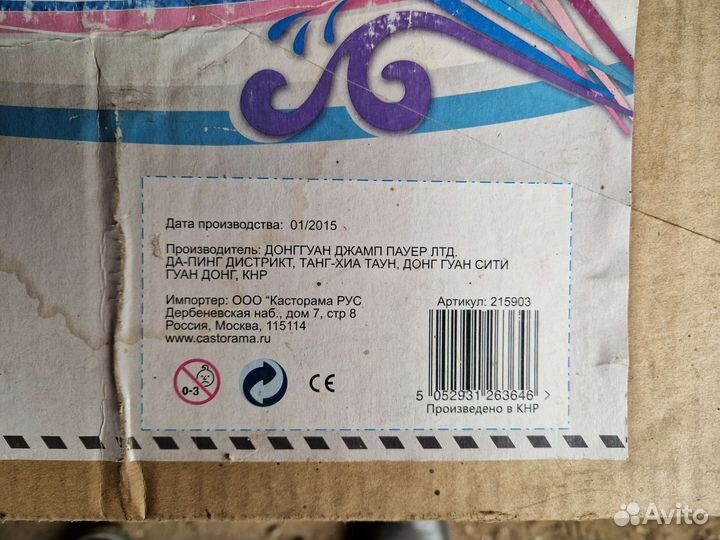 Дата производства: 01/2015
Производитель: ДОНГГУАН ДЖАМП ПАУЕР ЛТД.
ДА-ПИНГ ДИСТРИКТ, ТАНГ-ХИА ТАУН, ДОНГ ГУАН СИТИ
ГУАН ДОНГ, КНР
Импортер: ООО “Касторама РУС
Дербеневская наб., дом 7, стр 8
Россия, Москва, 115114
www.castorama.ru
Артикул: 215903
5 052931 263646 >
Произведено в КНР
0-3
CE
Avito